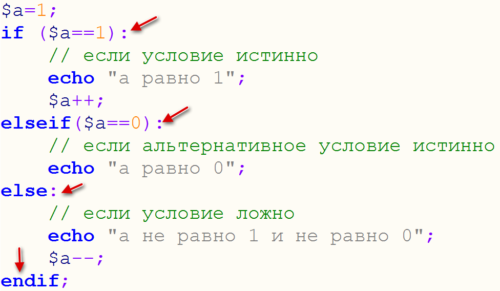 $a=1;
if ($a==1):
// если условие истинно
echo "a равно 1";
$a++;
elseif($a==0):
// если альтернативное условие истинно
echo "a равно 0";
else:
// если условие ложно
echo "a не равно 1 и не равно 0";
$a--;
endif;